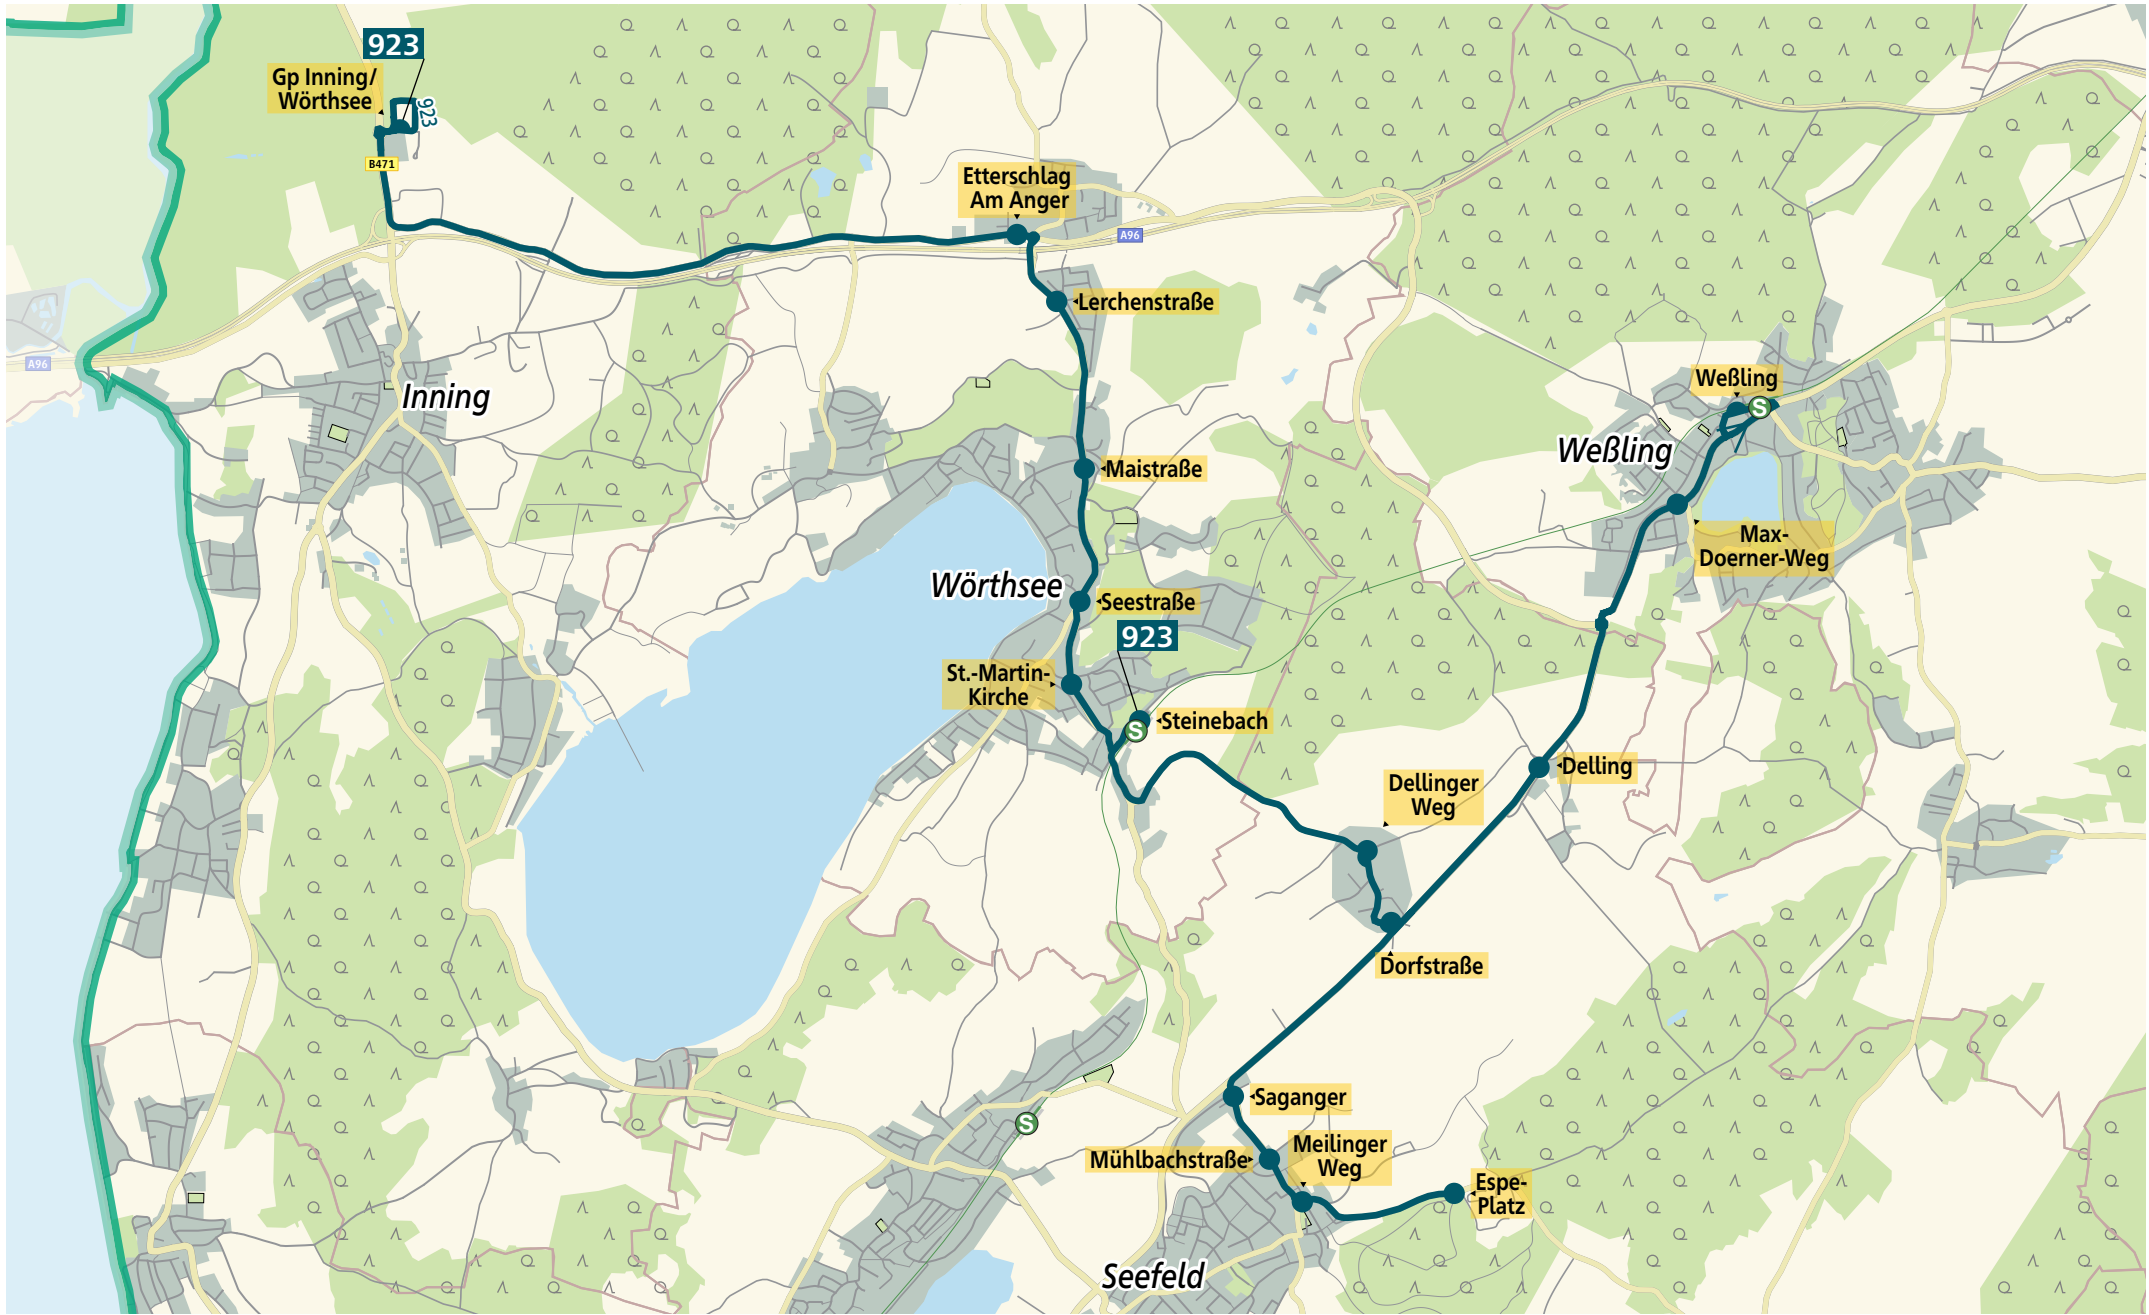 923
Gp Inning/
Wörthsee
923
B471
Etterschlag
Am Anger
A96
Lerchenstraße
A96
Inning
Weßling
S
Weßling
Maistraße
Max-
Doerner-Weg
Wörthsee
Seestraße
923
St.-Martin-
Kirche
Steinebach
S
Delling
Dellinger
Weg
Dorfstraße
Saganger
S
Meilinger
Weg
Mühlbachstraße
Espe-
Platz
Seefeld